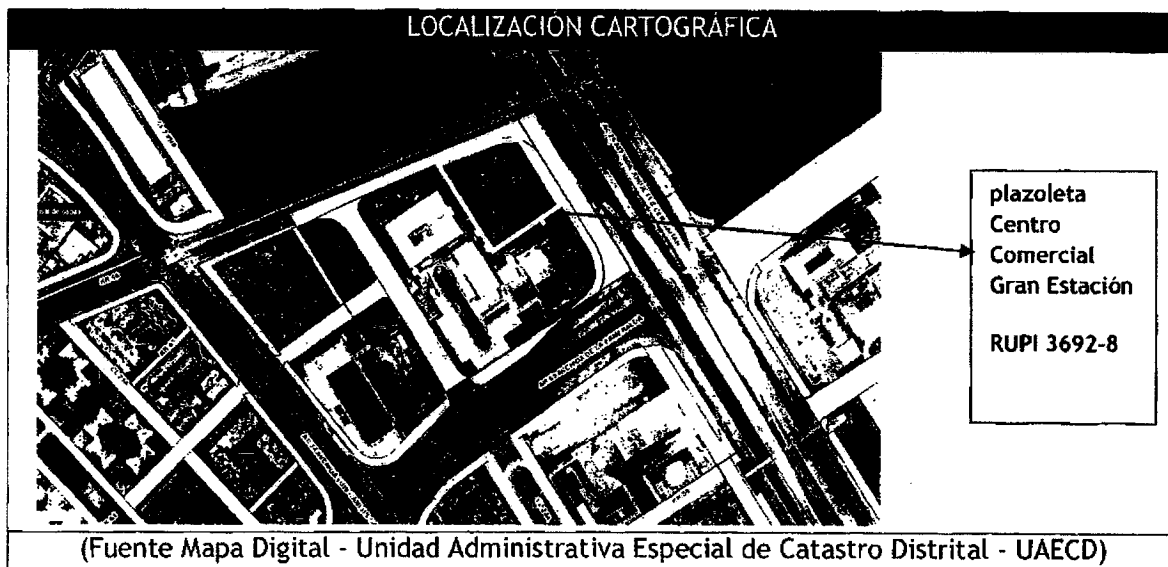 LOCALIZACIÓN CARTOGRÁFICA
plazoleta
Centro
Comercial
Gran Estación
RUPI 3692-8
(Fuente Mapa Digital - Unidad Administrativa Especial de Catastro Distrital - UAECD)